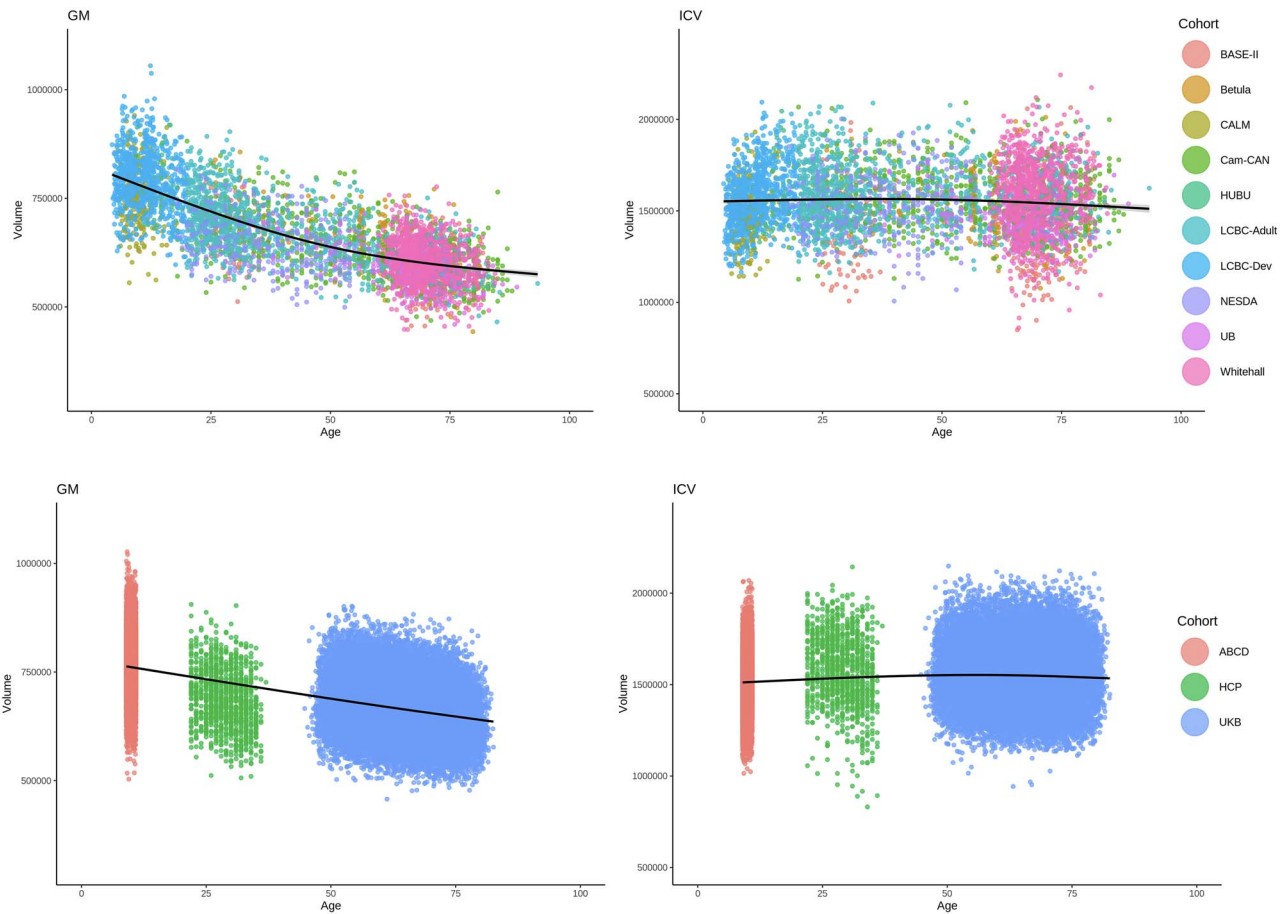 GM
Volume
1000000
750000
500000
0 25 50 75 100
Age
ICV
Volume
2000000
1500000
1000000
500000
0 25 50 75 100
Age
Cohort
BASE-II
Betula
CALM
Cam-CAN
HUBU
LCBC-Adult
LCBC-Dev
NESDA
UB
Whitehall
GM
Volume
1000000
750000
500000
0 25 50 75 100
Age
ICV
Volume
2000000
1500000
1000000
500000
0 25 50 75 100
Age
Cohort
ABCD
HCP
UKB